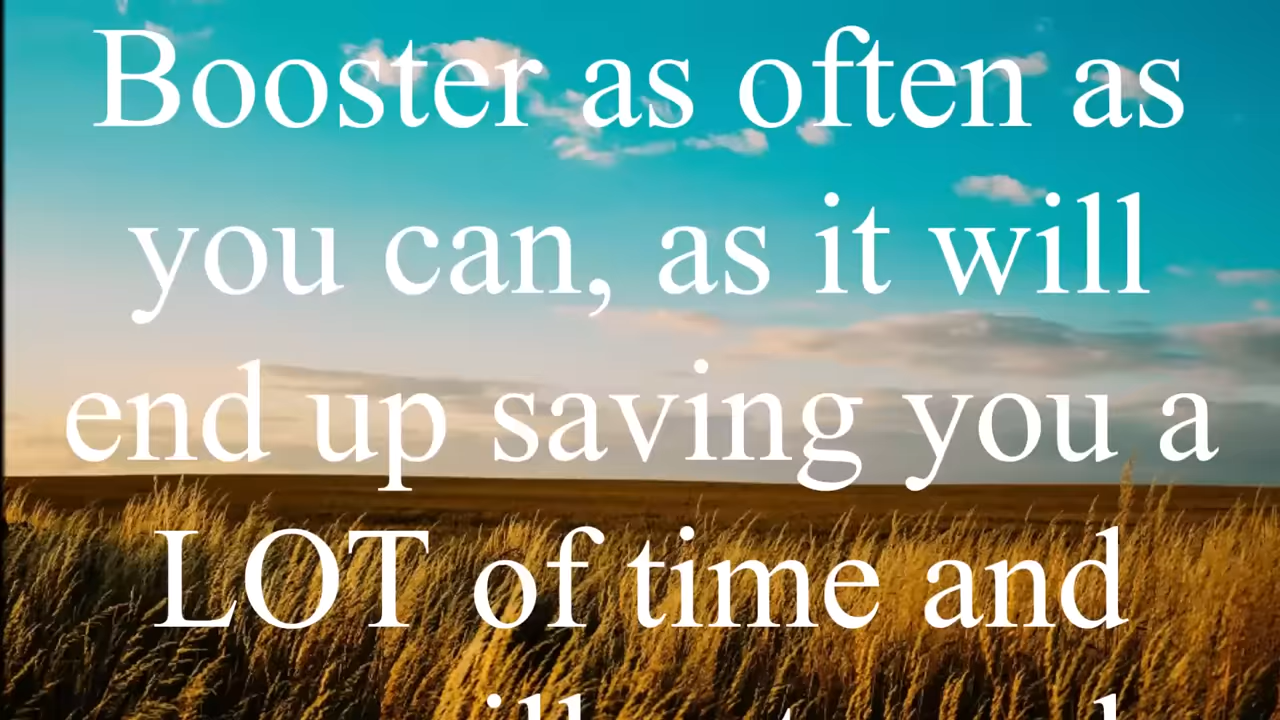 Booster as often as
you can, as it will
end up saving you a
LOT of time and